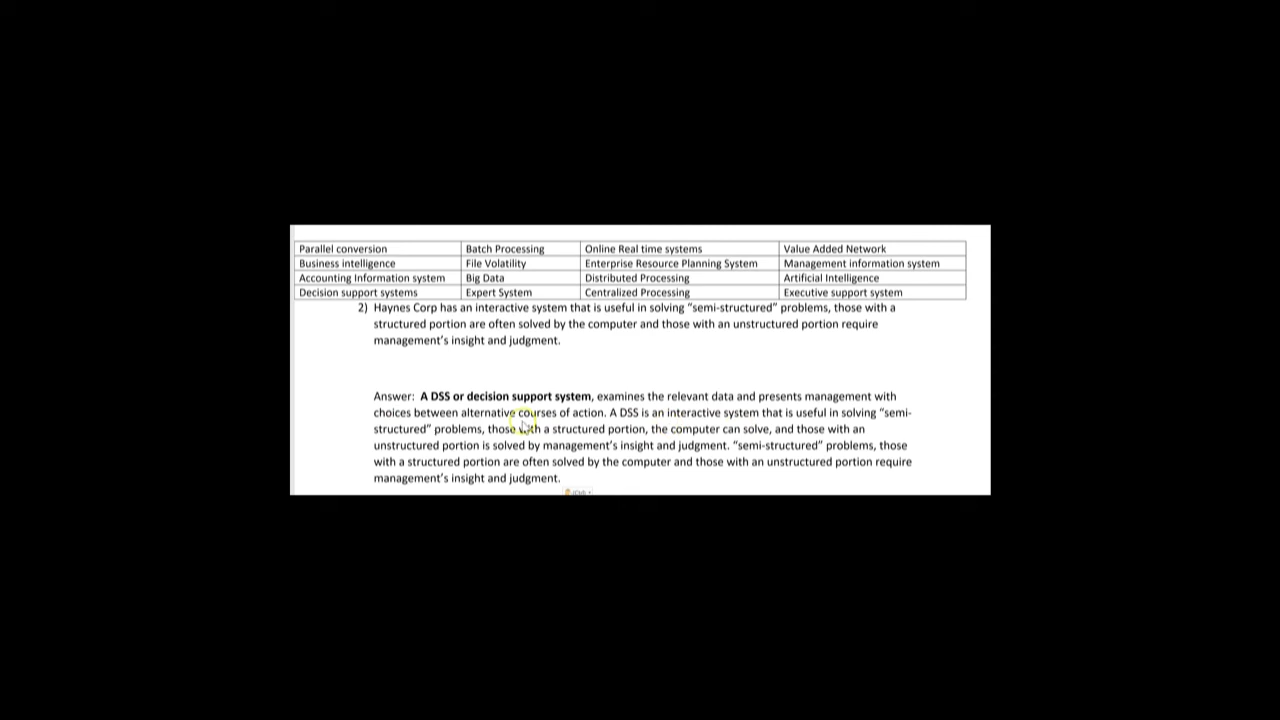 Parallel conversion Batch Processing Online Real time systems Value Added Network
Business intelligence File Volatility Enterprise Resource Planning System Management information system
Accounting Information system Big Data Distributed Processing Artificial Intelligence
Decision support systems Expert System Centralized Processing Executive support system
2) Haynes Corp has an interactive system that is useful in solving “semi-structured” problems, those with a
structured portion are often solved by the computer and those with an unstructured portion require
management’s insight and judgment.
Answer: A DSS or decision support system, examines the relevant data and presents management with
choices between alternative courses of action. A DSS is an interactive system that is useful in solving “semi-
structured” problems, those with a structured portion, the computer can solve, and those with an
unstructured portion is solved by management’s insight and judgment. “semi-structured” problems, those
with a structured portion are often solved by the computer and those with an unstructured portion require
management’s insight and judgment.